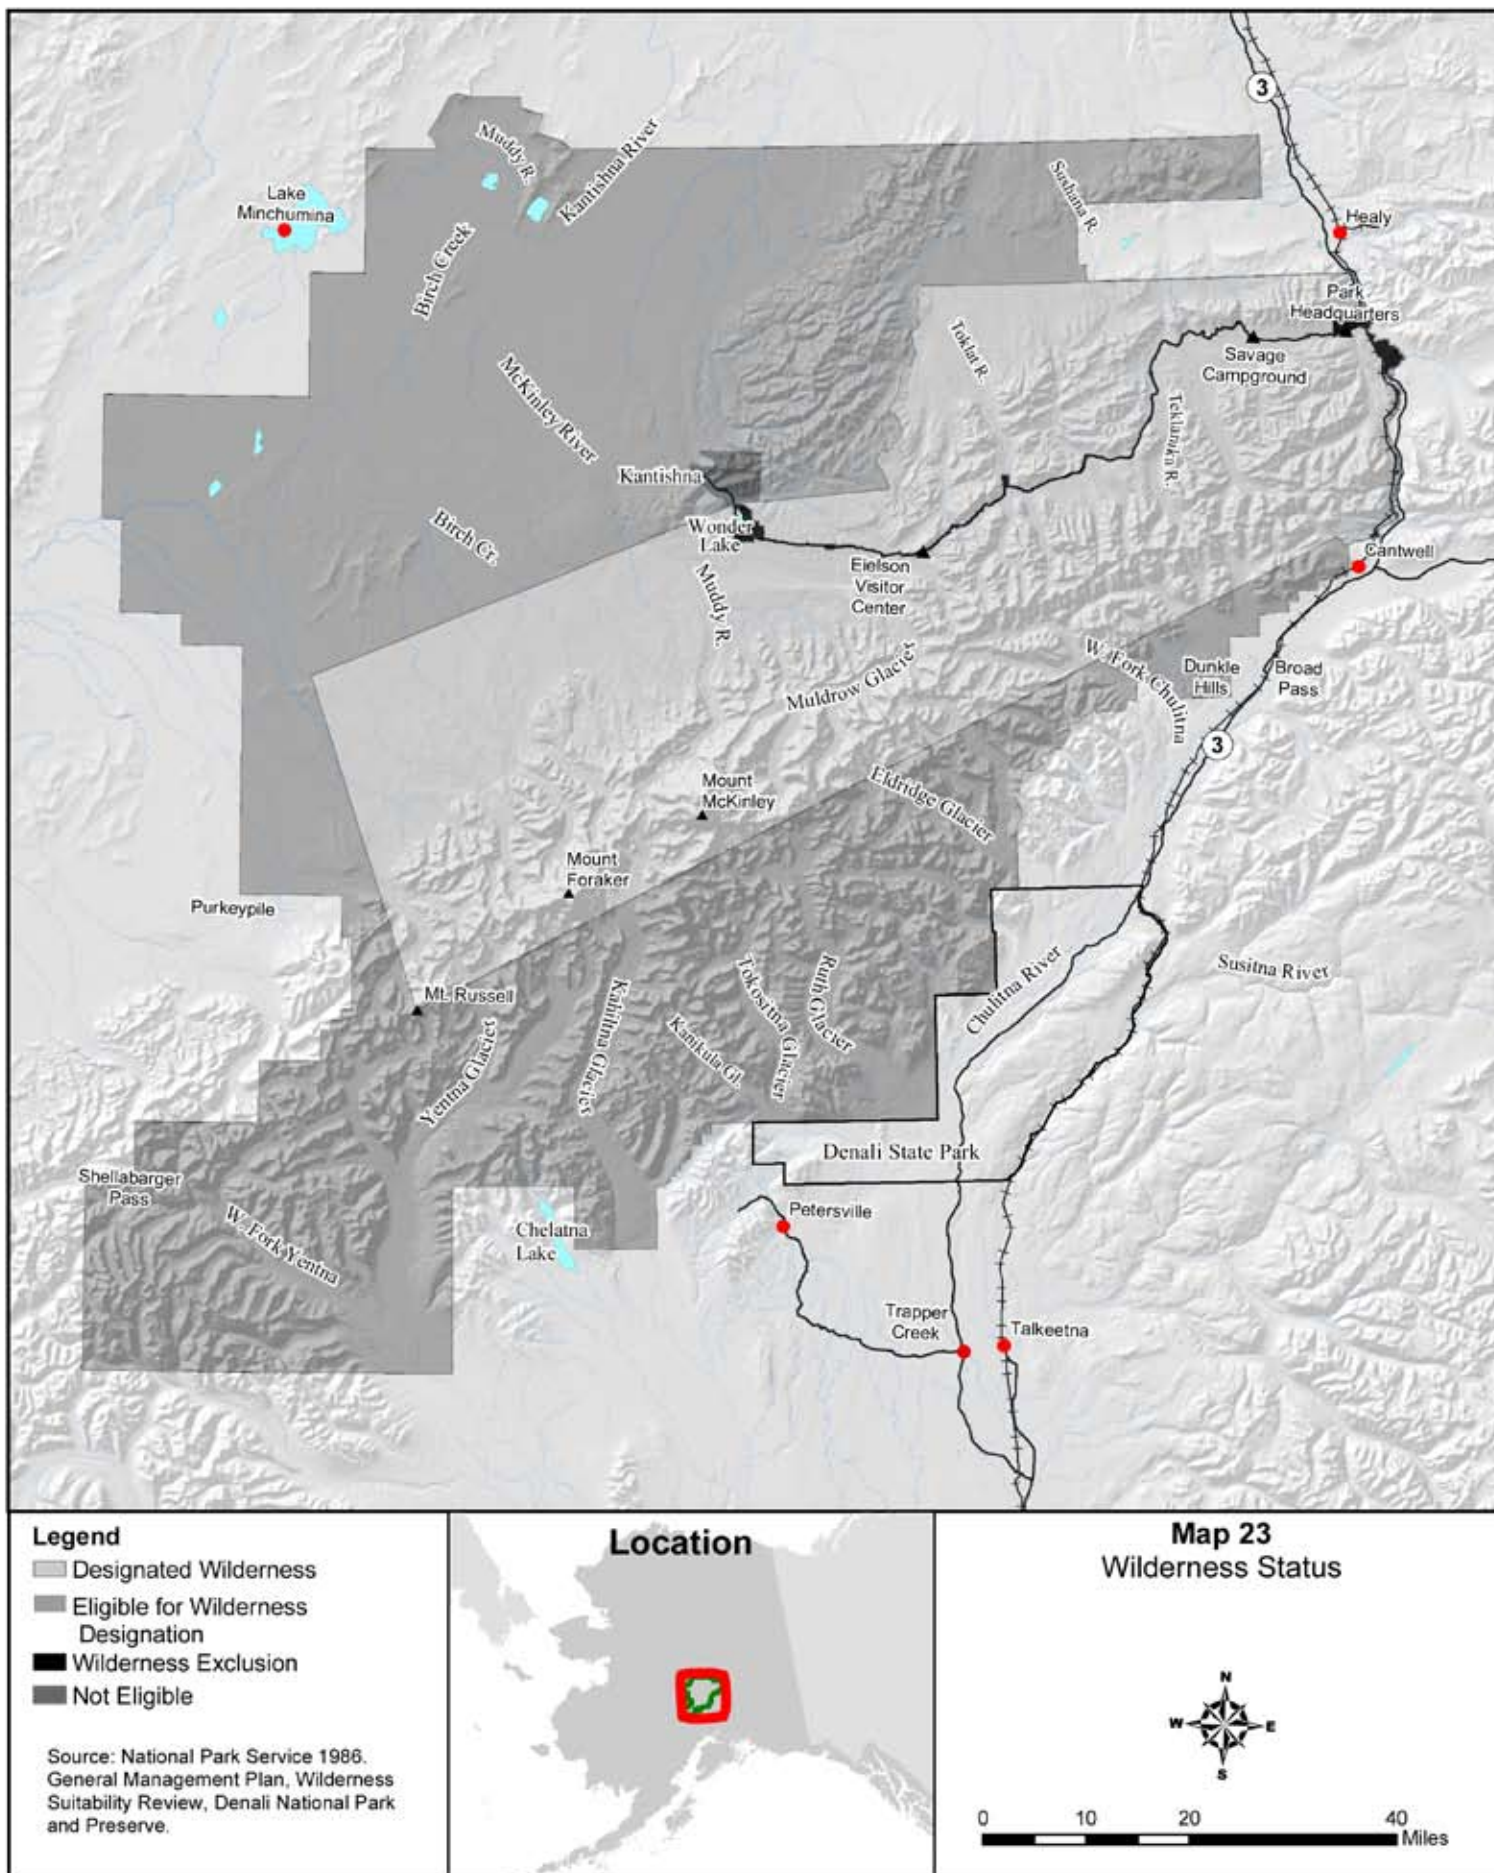 3
Muddy R.
Kantishna River
Lake
Minchumina
Sushana R.
Healy
Birch Creek
Park
Headquarters
Toklat R.
Savage
Campground
McKinley River
Teklanika R.
Kantishna
Birch Cr.
Wonder
Lake
Cantwell
Eielson
Visitor
Center
Muddy R.
W. Fork Chulitna
Dunkle
Hills
Broad
Pass
Muldrow Glacier
3
Mount
McKinley
Eldridge Glacier
Mount
Foraker
Purkeypile
Susitna River
Chulitna River
Mt. Russell
Kahiltna Glacier
Tokositna Glacier
Ruth Glacier
Kanikula Gl.
Yentna Glacier
Denali State Park
Shellabarger
Pass
W. Fork Yentna
Chelatna
Lake
Petersville
Trapper
Creek
Talkeetna
Legend
Designated Wilderness
Eligible for Wilderness
Designation
Wilderness Exclusion
Not Eligible
Source: National Park Service 1986.
General Management Plan, Wilderness
Suitability Review, Denali National Park
and Preserve.
Location
Map 23
Wilderness Status
N
W E
S
0 10 20 40
Miles